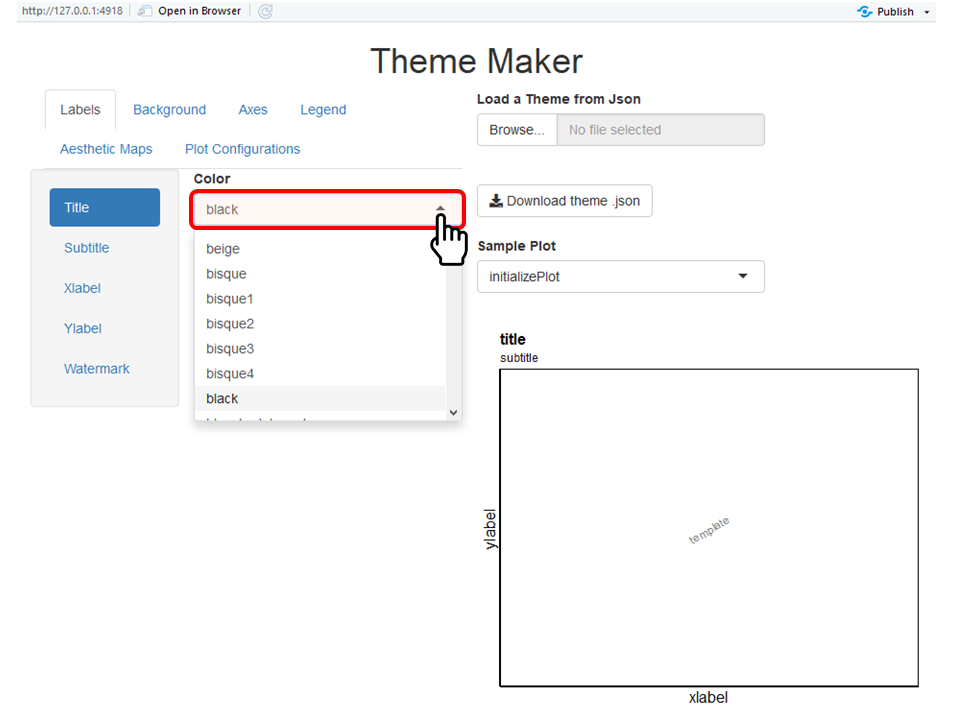 http://127.0.0.1:4918 Open in Browser Publish
Theme Maker
Labels Background Axes Legend
Aesthetic Maps Plot Configurations
Title
Subtitle
Xlabel
Ylabel
Watermark
Color
black
beige
bisque
bisque1
bisque2
bisque3
bisque4
black
Load a Theme from Json
Browse... No file selected
Download theme .json
Sample Plot
initializePlot
title
subtitle
ylabel
template
xlabel